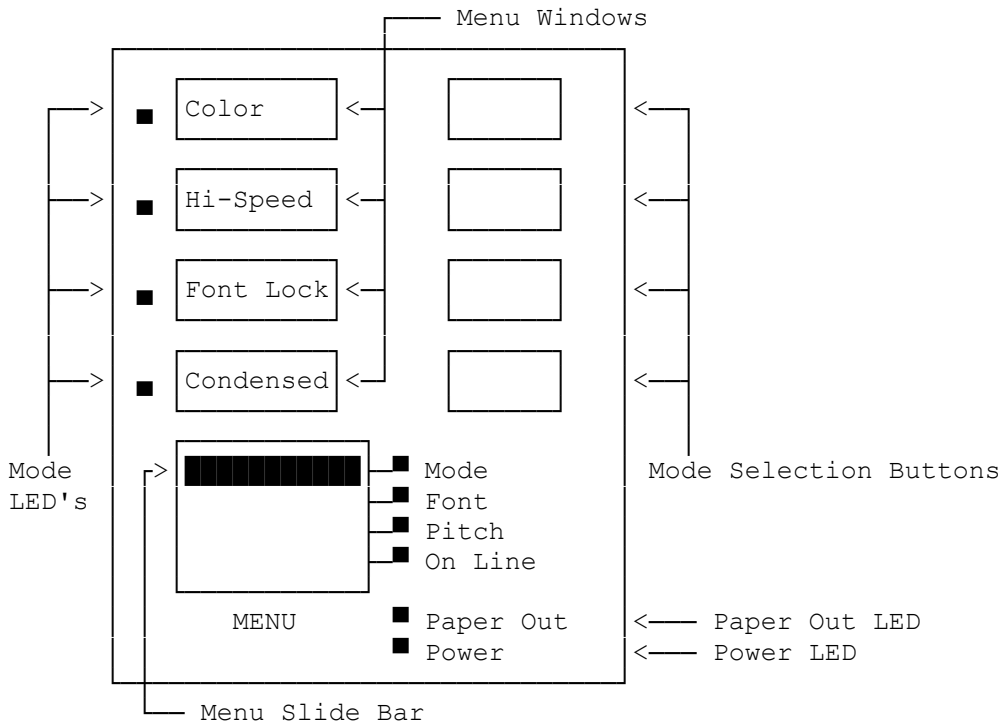 Menu Windows
Color
Hi-Speed
Font Lock
Condensed
Mode LED's
Mode
Mode Selection Buttons
Font
Pitch
On Line
MENU
Paper Out
Paper Out LED
Power
Power LED
Menu Slide Bar